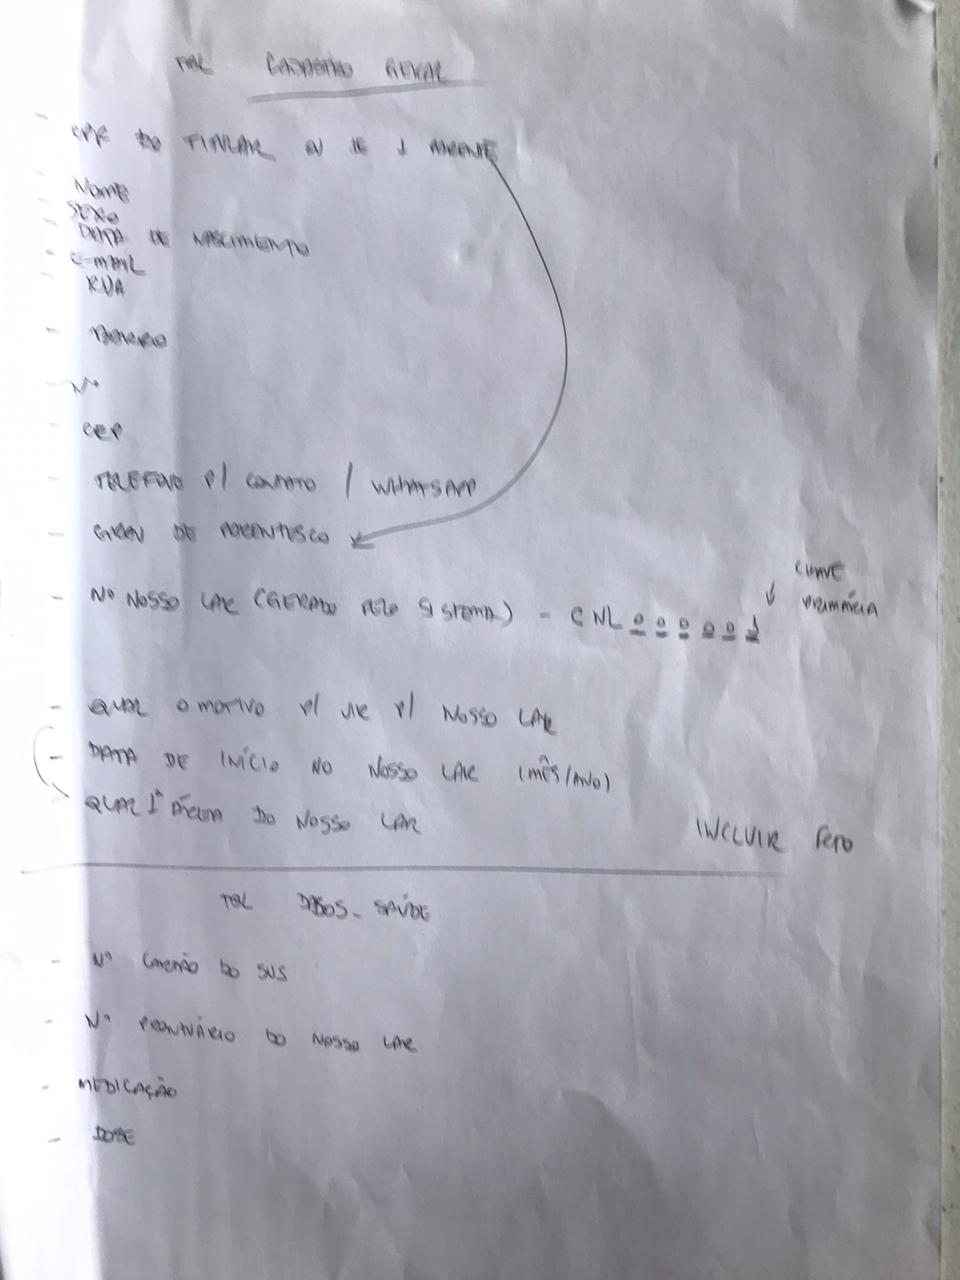 TBL CADASTRO GERAL
- CPF DO TITULAR OU DE 1 PARENTE
- NOME
- SEXO
- DATA DE NASCIMENTO
- E-MAIL
- RUA
- BAIRRO
- Nº
- CEP
- TELEFONE P/ CONTATO / WHATSAPP
- GRAU DE PARENTESCO
CHAVE
PRIMÁRIA
- Nº NOSSO LAR (GERADO PELO SISTEMA) - CNL 0 0 0 0 0 1
- QUAL O MOTIVO P/ VIR P/ NOSSO LAR
- DATA DE INÍCIO NO NOSSO LAR (MÊS/ANO)
QUAL 1ª DO NOSSO LAR
INCLUIR FOTO
TBL DADOS_SAÚDE
- Nº CARTÃO DO SUS
- Nº PRONTUÁRIO DO NOSSO LAR
- MEDICAÇÃO
- DOSE